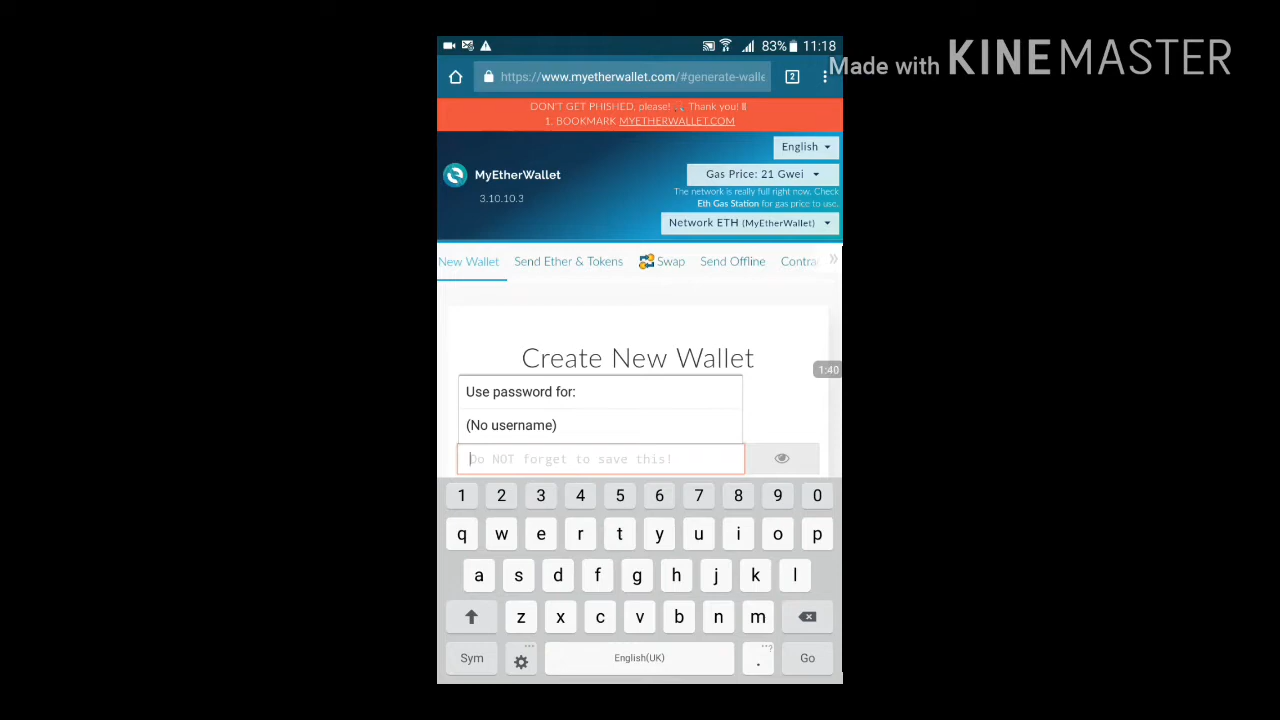 83% 11:18
Made with KINEMASTER
https://www.myetherwallet.com/#generate-walle
2
DON'T GET PHISHED, please! Thank you!
1. BOOKMARK MYETHERWALLET.COM
English
MyEtherWallet
Gas Price: 21 Gwei
3.10.10.3
The network is really full right now. Check
Eth Gas Station for gas price to use.
Network ETH (MyEtherWallet)
New Wallet Send Ether & Tokens Swap Send Offline Contra »
Create New Wallet
1:40
Use password for:
(No username)
Do NOT forget to save this!
1 2 3 4 5 6 7 8 9 0
q w e r t y u i o p
a s d f g h j k l
z x c v b n m
Sym English(UK) . Go